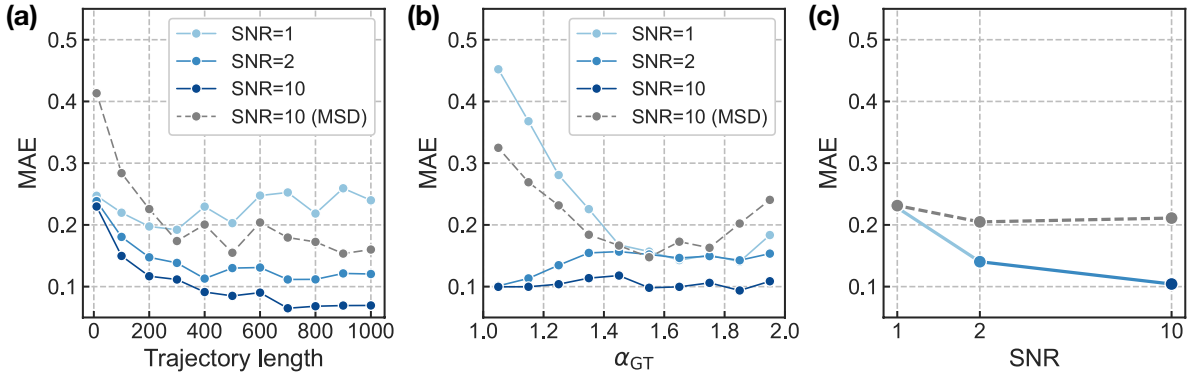 (a)
MAE
0.5
0.4
0.3
0.2
0.1
SNR=1
SNR=2
SNR=10
SNR=10 (MSD)
0 200 400 600 800 1000
Trajectory length
(b)
MAE
0.5
0.4
0.3
0.2
0.1
SNR=1
SNR=2
SNR=10
SNR=10 (MSD)
1.0 1.2 1.4 1.6 1.8 2.0
α_GT
(c)
MAE
0.5
0.4
0.3
0.2
0.1
1 2 10
SNR